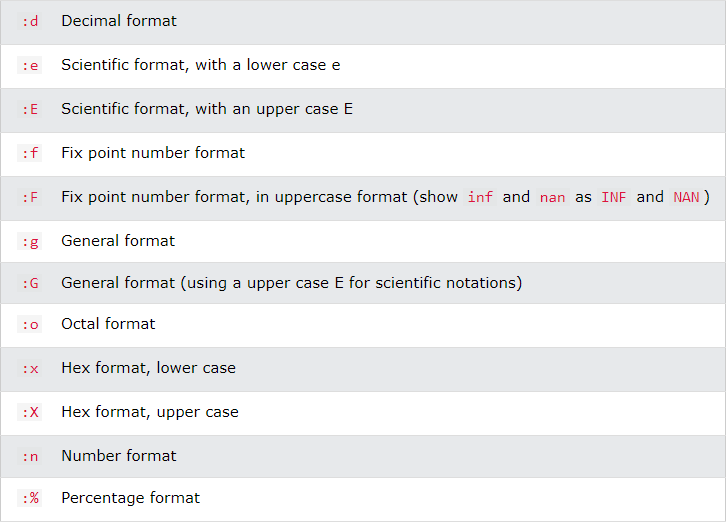 :d Decimal format
:e Scientific format, with a lower case e
:E Scientific format, with an upper case E
:f Fix point number format
:F Fix point number format, in uppercase format (show inf and nan as INF and NAN)
:g General format
:G General format (using a upper case E for scientific notations)
:o Octal format
:x Hex format, lower case
:X Hex format, upper case
:n Number format
:% Percentage format